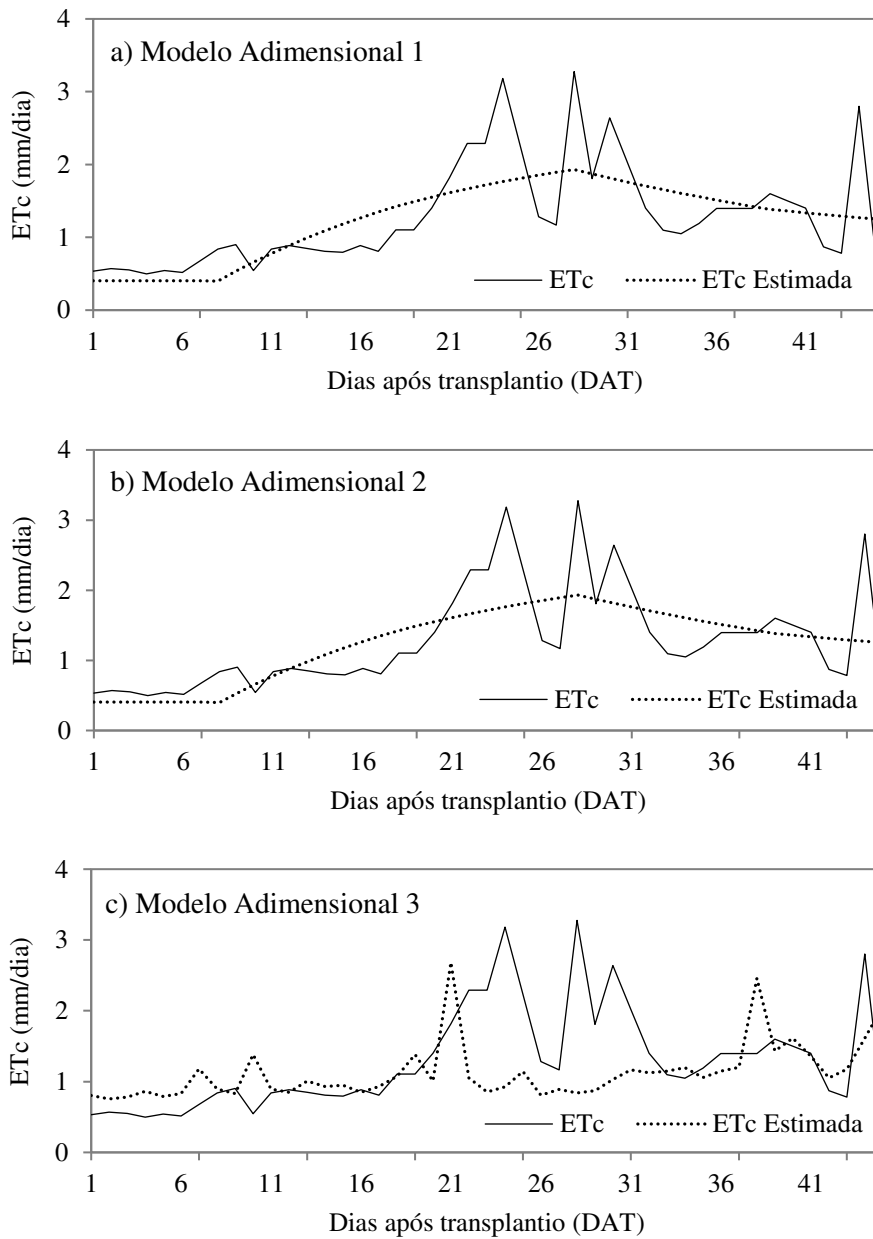 4
a) Modelo Adimensional 1
3
ETc (mm/dia)
2
1
ETc
ETc Estimada
0
1 6 11 16 21 26 31 36 41
Dias após transplantio (DAT)
4
b) Modelo Adimensional 2
3
ETc (mm/dia)
2
1
ETc
ETc Estimada
0
1 6 11 16 21 26 31 36 41
Dias após transplantio (DAT)
4
c) Modelo Adimensional 3
3
ETc (mm/dia)
2
1
ETc
ETc Estimada
0
1 6 11 16 21 26 31 36 41
Dias após transplantio (DAT)